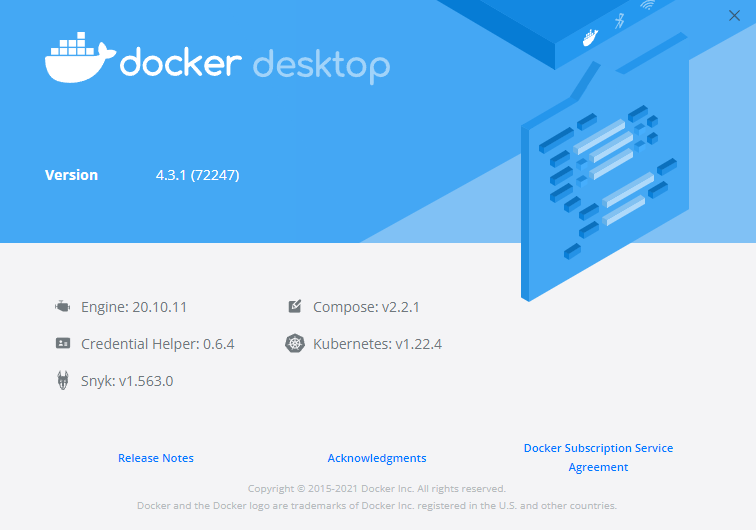 docker desktop
Version 4.3.1 (72247)
Engine: 20.10.11
Compose: v2.2.1
Credential Helper: 0.6.4
Kubernetes: v1.22.4
Snyk: v1.563.0
Release Notes
Acknowledgments
Docker Subscription Service
Agreement
Copyright © 2015-2021 Docker Inc. All rights reserved.
Docker and the Docker logo are trademarks of Docker Inc. registered in the U.S. and other countries.